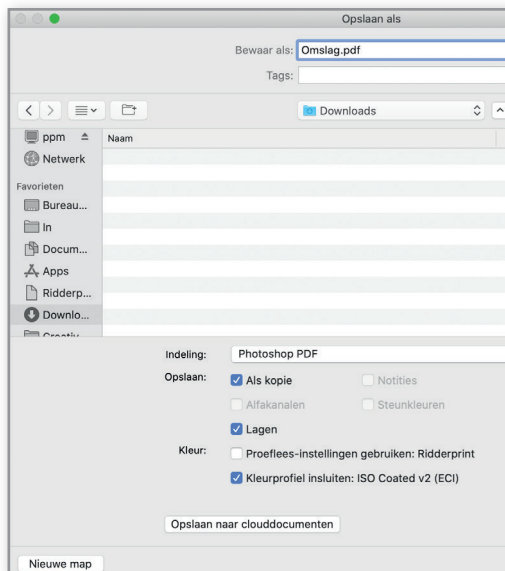 Opslaan als
Bewaar als: Omslag.pdf
Tags:
Downloads
ppm
Netwerk
Favorieten
Bureau...
In
Docum...
Apps
Ridderp...
Downlo...
Creativ
Naam
Indeling: Photoshop PDF
Opslaan: Als kopie Notities
Alfakanalen Steunkleuren
Lagen
Kleur: Proeflees-instellingen gebruiken: Ridderprint
Kleurprofiel insluiten: ISO Coated v2 (ECI)
Opslaan naar clouddocumenten
Nieuwe map